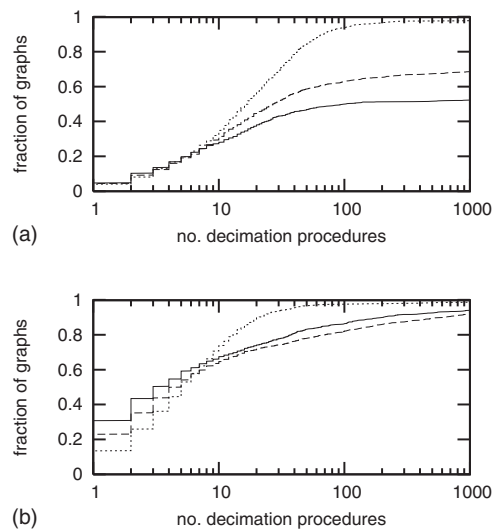 1
0.8
0.6
0.4
0.2
0
fraction of graphs
1 10 100 1000
(a) no. decimation procedures
1
0.8
0.6
0.4
0.2
0
fraction of graphs
1 10 100 1000
(b) no. decimation procedures